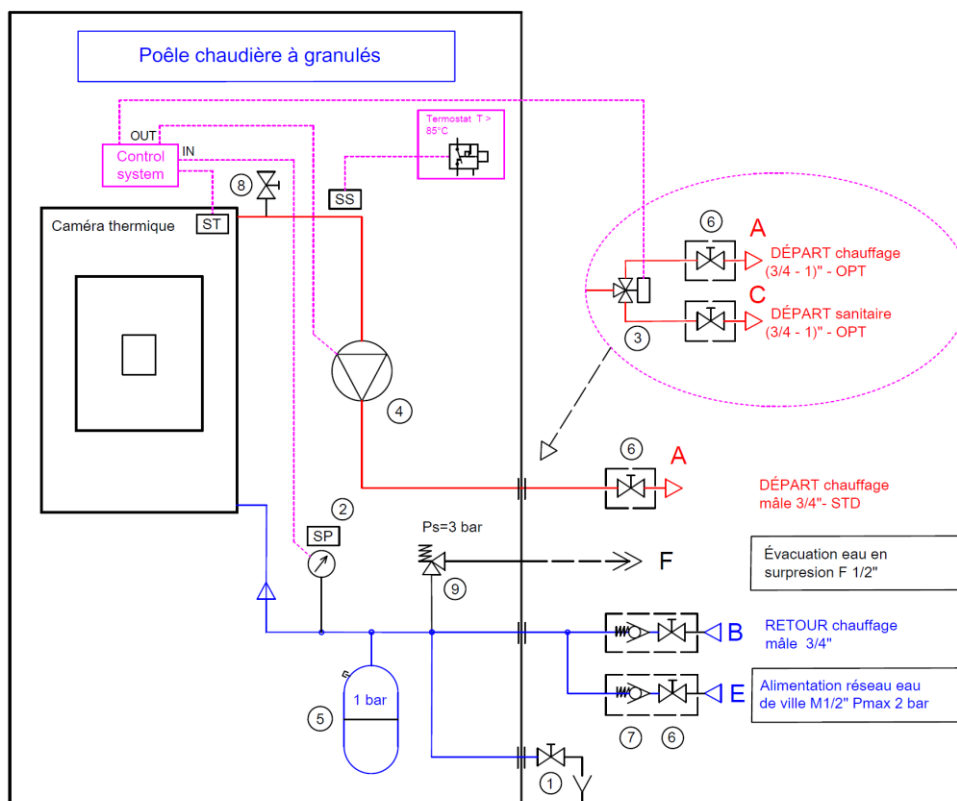 Poêle chaudière à granulés
OUT
IN
Control
system
Termostat T >
85°C
8
SS
ST
Caméra thermique
6
A
DÉPART chauffage
(3/4 - 1)" - OPT
C
DÉPART sanitaire
(3/4 - 1)" - OPT
3
4
6
A
DÉPART chauffage
mâle 3/4"- STD
2
SP
Ps=3 bar
9
F
Évacuation eau en
surpresion F 1/2"
B
RETOUR chauffage
mâle 3/4"
E
Alimentation réseau eau
de ville M1/2" Pmax 2 bar
1 bar
5
7
6
1